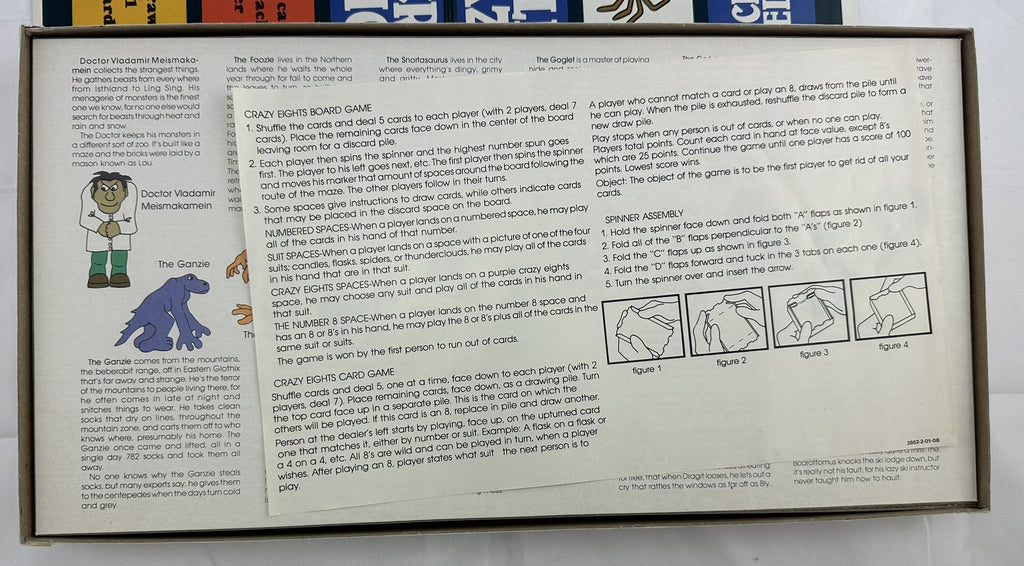 Doctor Vladamir Meismaka-
mein collects the strangest things.
He gathers beasts from every where
from Isthland to Ling Sing. His
menagerie of monsters is the finest
one we know, for no one else would
search for beasts through heat and
rain and snow.
The Doctor keeps his monsters in
a different sort of zoo. It's built like a
maze and the bricks were laid by a
mason known as Lou.
Doctor Vladamir
Meismakamein
The Ganzie
The Ganzie comes from the mountains,
the beberobit range, off in Eastern Glothix
that's far away and strange. He's the terror
of the mountains to people living there, for
he often comes in late at night and
snitches things to wear. He takes clean
socks that dry on lines, throughout the
mountain zone, and carts them off to who
knows where, presumably his home. The
Ganzie once came and lifted, all in a
single day 782 socks and took them all
away.
No one knows why the Ganzie steals
socks, but many experts say, he gives them
to the centepedes when the days turn cold
and grey.
The Foozle lives in the Northern
lands where he waits the whole
year through for fall to come and
The Snortasaurus lives in the city
where everything's dingy, grimy
The Goglet is a master at playing
CRAZY EIGHTS BOARD GAME
1. Shuffle the cards and deal 5 cards to each player (with 2 players, deal 7
cards). Place the remaining cards face down in the center of the board
leaving room for a discard pile.
2. Each player then spins the spinner and the highest number spun goes
first. The player to his left goes next, etc. The first player then spins the spinner
and moves his marker that amount of spaces around the board following the
route of the maze. The other players follow in their turns.
3. Some spaces give instructions to draw cards, while others indicate cards
that may be placed in the discard space on the board.
NUMBERED SPACES-When a player lands on a numbered space, he may play
all of the cards in his hand of that number.
SUIT SPACES-When a player lands on a space with a picture of one of the four
suits; candles, flasks, spiders, or thunderclouds, he may play all of the cards
in his hand that are in that suit.
CRAZY EIGHTS SPACES-When a player lands on a purple crazy eights
space, he may choose any suit and play all of the cards in his hand in
that suit.
THE NUMBER 8 SPACE-When a player lands on the number 8 space and
has an 8 or 8's in his hand, he may play the 8 or 8's plus all of the cards in the
same suit or suits.
The game is won by the first person to run out of cards.
CRAZY EIGHTS CARD GAME
Shuffle cards and deal 5, one at a time, face down to each player (with 2
players, deal 7). Place remaining cards, face down, as a drawing pile. Turn
the top card face up in a separate pile. This is the card on which the
others will be played. If this card is an 8, replace in pile and draw another.
Person at the dealer's left starts by playing, face up, on the upturned card
one that matches it, either by number or suit. Example: A flask on a flask or
a 4 on a 4, etc. All 8's are wild and can be played in turn, when a player
wishes. After playing an 8, player states what suit the next person is to
play.
A player who cannot match a card or play an 8, draws from the pile until
he can play. When the pile is exhausted, reshuffle the discard pile to form a
new draw pile.
Play stops when any person is out of cards, or when no one can play.
Players total points. Count each card in hand at face value, except 8's
which are 25 points. Continue the game until one player has a score of 100
points. Lowest score wins.
Object: The object of the game is to be the first player to get rid of all your
cards.
SPINNER ASSEMBLY
1. Hold the spinner face down and fold both "A" flaps as shown in figure 1.
2. Fold all of the "B" flaps perpendicular to the "A's" (figure 2)
3. Fold the "C" flaps up as shown in figure 3.
4. Fold the "D" flaps forward and tuck in the 3 tabs on each one (figure 4).
5. Turn the spinner over and insert the arrow.
figure 1
figure 2
figure 3
figure 4
2852-2-01-06
for free, that when Dragit looses, he lets out a
cry that rattles the windows as far off as Bly.
Boarlottomus knocks the ski lodge down, but
it's really not his fault, for his lazy ski instructor
never taught him how to hault.